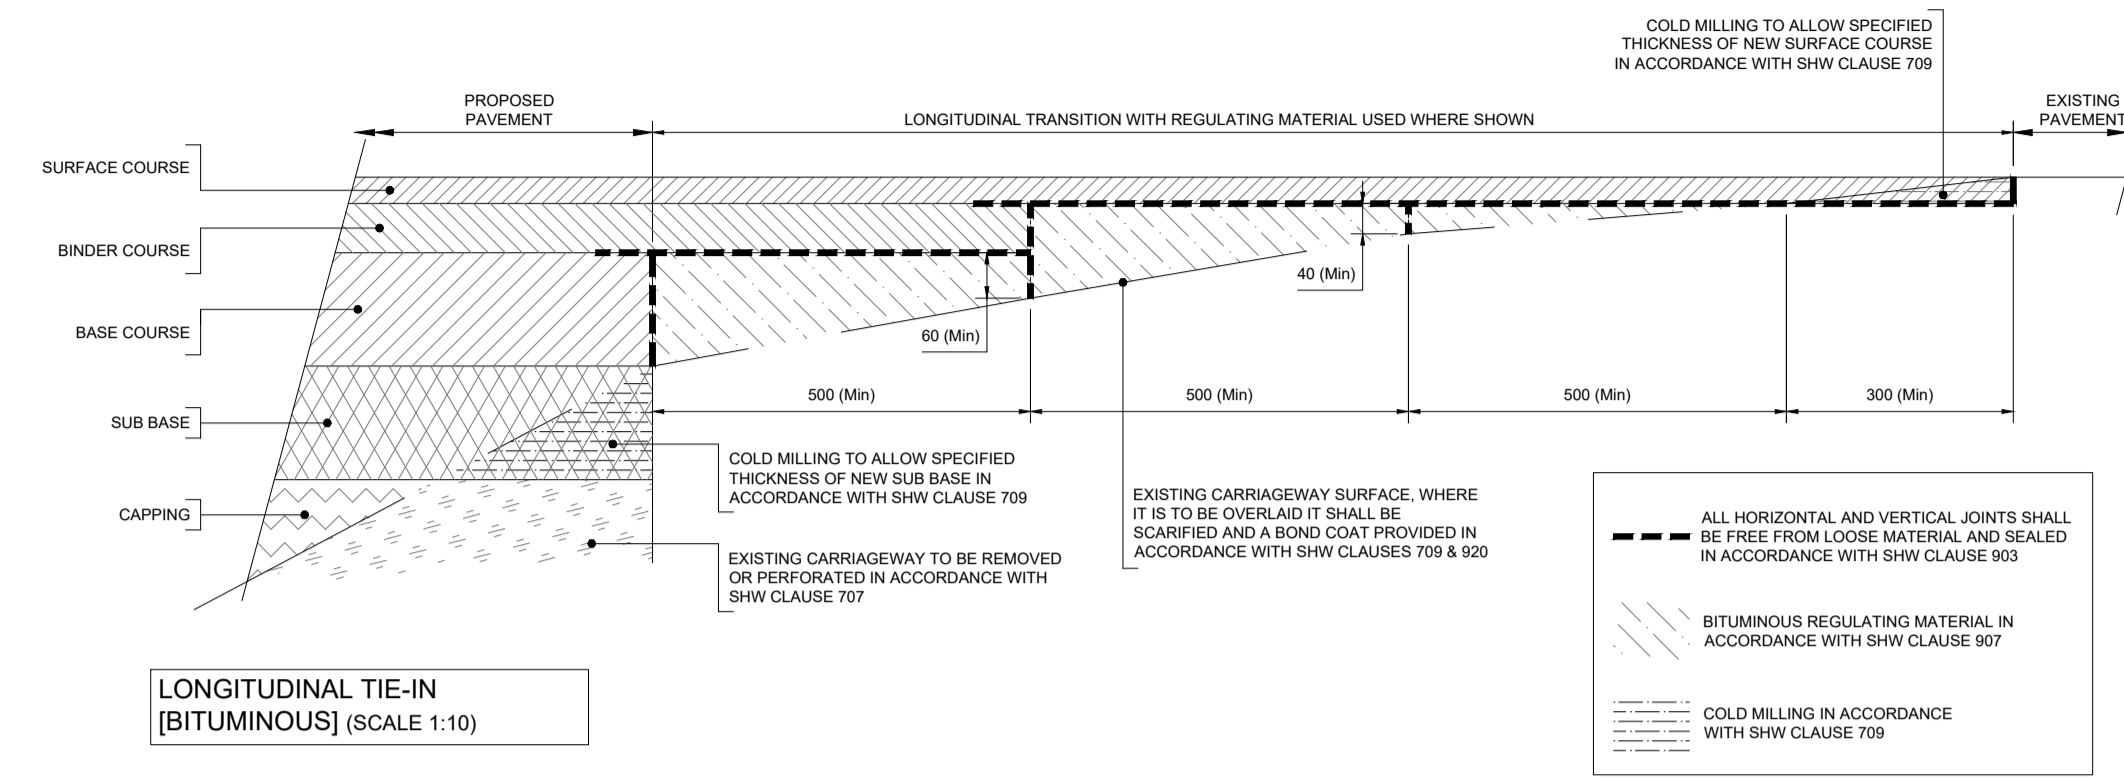 COLD MILLING TO ALLOW SPECIFIED
THICKNESS OF NEW SURFACE COURSE
IN ACCORDANCE WITH SHW CLAUSE 709
PROPOSED
PAVEMENT
LONGITUDINAL TRANSITION WITH REGULATING MATERIAL USED WHERE SHOWN
EXISTING
PAVEMENT
SURFACE COURSE
BINDER COURSE
BASE COURSE
SUB BASE
CAPPING
60 (Min)
40 (Min)
500 (Min)
500 (Min)
500 (Min)
300 (Min)
COLD MILLING TO ALLOW SPECIFIED
THICKNESS OF NEW SUB BASE IN
ACCORDANCE WITH SHW CLAUSE 709
EXISTING CARRIAGEWAY TO BE REMOVED
OR PERFORATED IN ACCORDANCE WITH
SHW CLAUSE 707
EXISTING CARRIAGEWAY SURFACE, WHERE
IT IS TO BE OVERLAID IT SHALL BE
SCARIFIED AND A BOND COAT PROVIDED IN
ACCORDANCE WITH SHW CLAUSES 709 & 920
ALL HORIZONTAL AND VERTICAL JOINTS SHALL
BE FREE FROM LOOSE MATERIAL AND SEALED
IN ACCORDANCE WITH SHW CLAUSE 903
BITUMINOUS REGULATING MATERIAL IN
ACCORDANCE WITH SHW CLAUSE 907
COLD MILLING IN ACCORDANCE
WITH SHW CLAUSE 709
LONGITUDINAL TIE-IN
[BITUMINOUS] (SCALE 1:10)